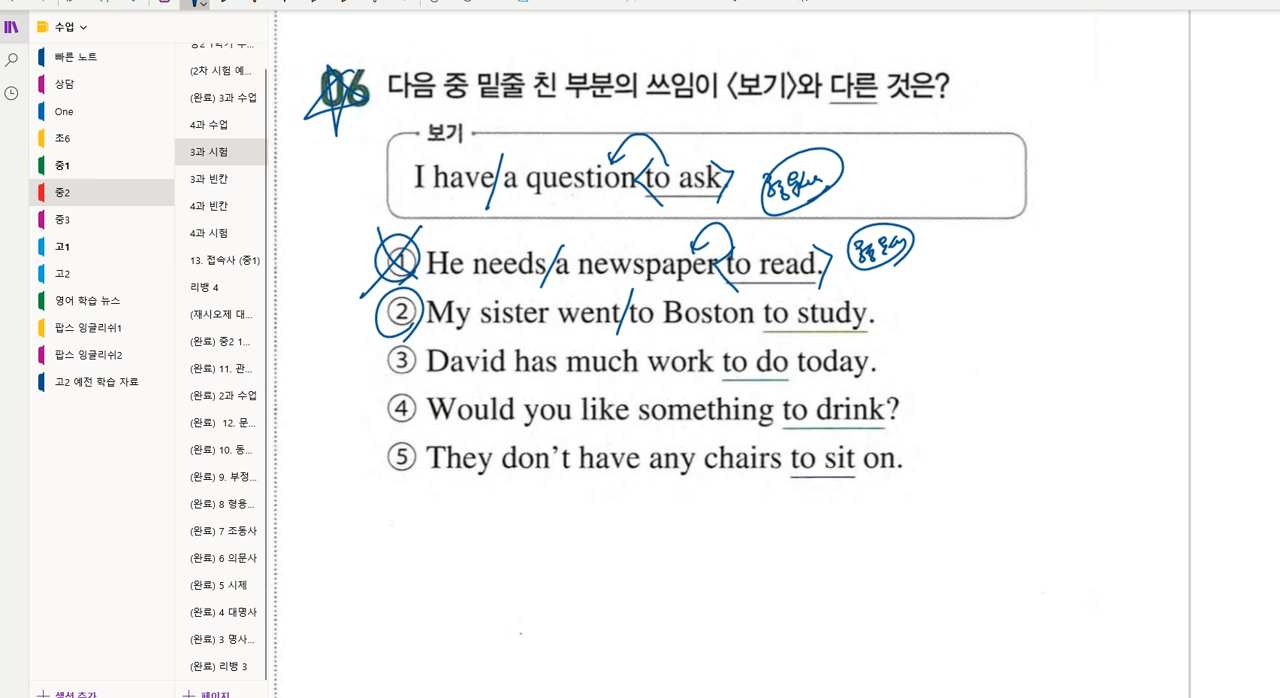 수업
빠른 노트
상담
One
초6
중1
중2
중3
고1
고2
영어 학습 뉴스
팝스 잉글리쉬1
팝스 잉글리쉬2
고2 예전 학습 자료
(2차 시험 예...
(완료) 3과 수업
4과 수업
3과 시험
3과 빈칸
4과 빈칸
4과 시험
13. 접속사 (중1)
리뱅 4
(재시오제 대...
(완료) 중2 1...
(완료) 11. 관...
(완료) 2과 수업
(완료) 12. 문...
(완료) 10. 동...
(완료) 9. 부정...
(완료) 8 형용...
(완료) 7 조동사
(완료) 6 의문사
(완료) 5 시제
(완료) 4 대명사
(완료) 3 명사...
(완료) 리뱅 3
섹션 추가
페이지
06 다음 중 밑줄 친 부분의 쓰임이 〈보기〉와 다른 것은?
보기
I have a question to ask.
① He needs a newspaper to read.
② My sister went to Boston to study.
③ David has much work to do today.
④ Would you like something to drink?
⑤ They don't have any chairs to sit on.